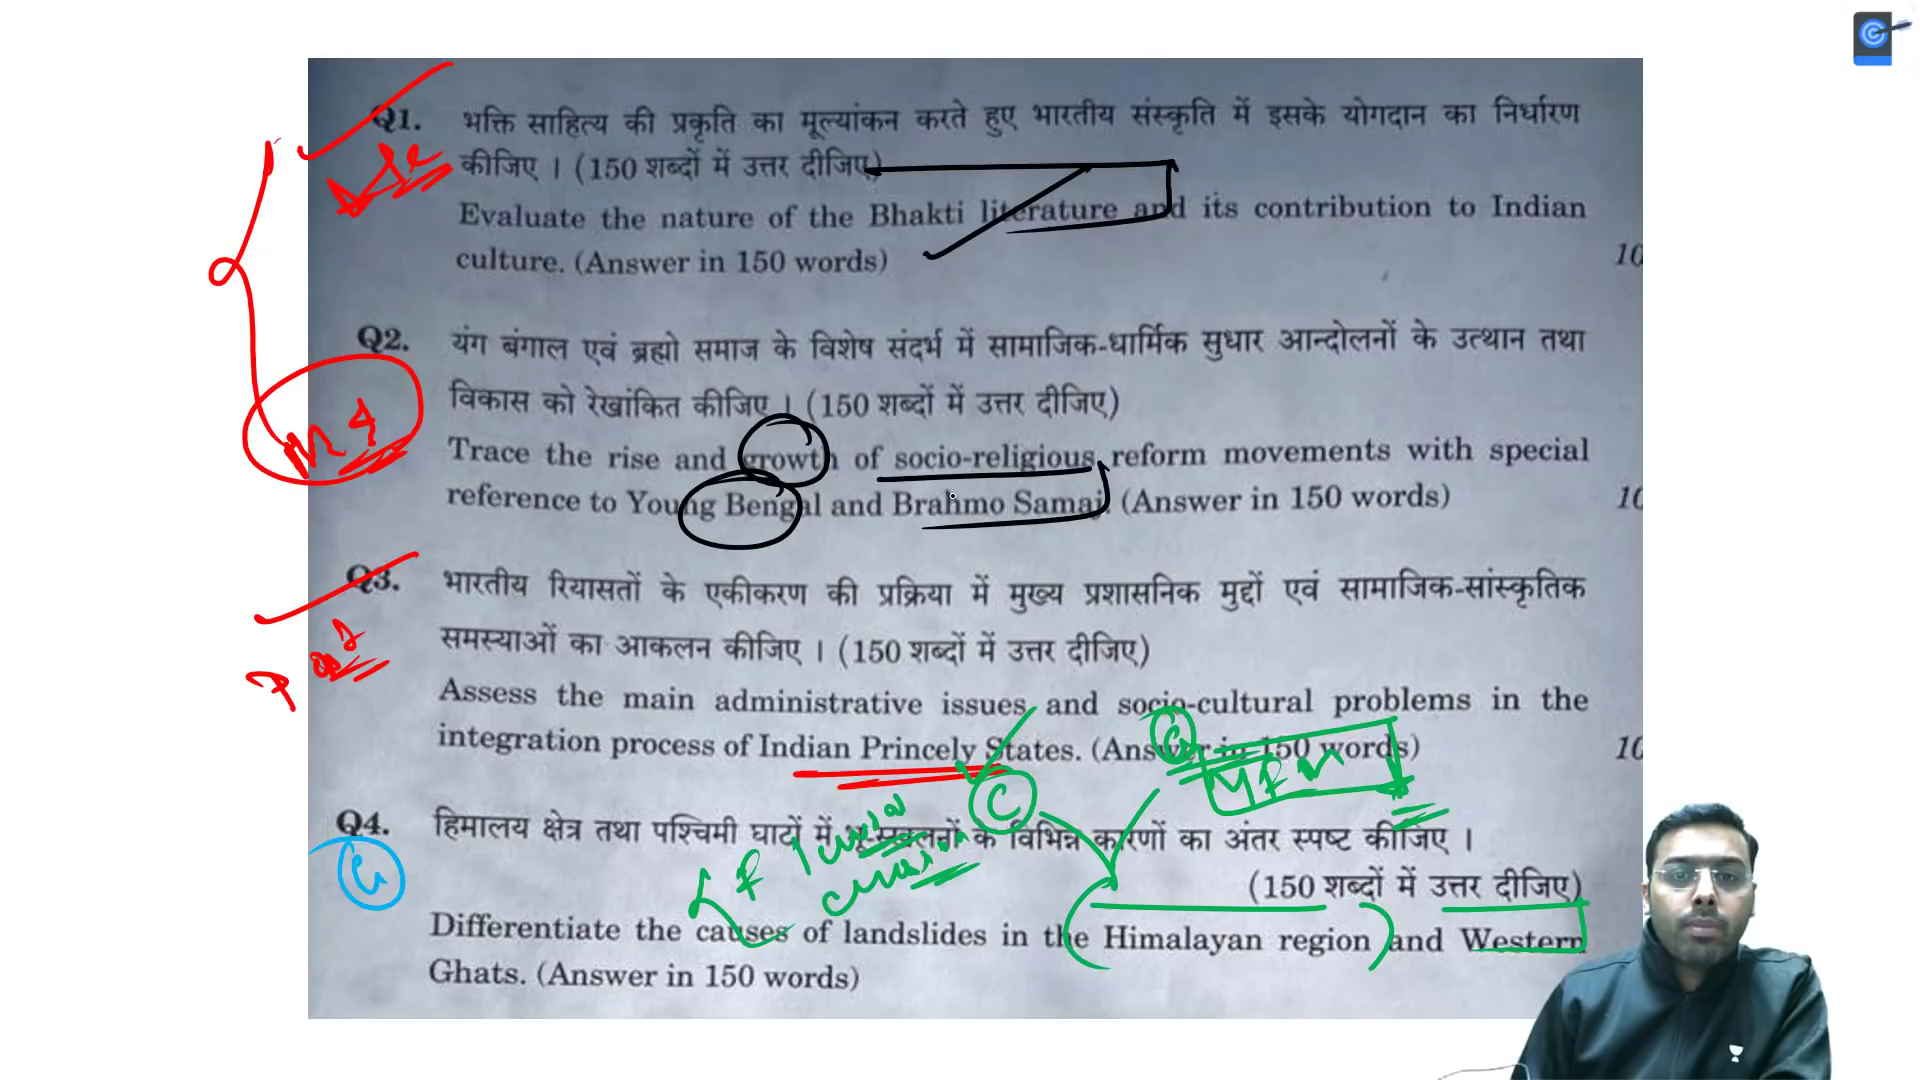 Q1. भक्ति साहित्य की प्रकृति का मूल्यांकन करते हुए भारतीय संस्कृति में इसके योगदान का निर्धारण
कीजिए । (150 शब्दों में उत्तर दीजिए)
Evaluate the nature of the Bhakti literature and its contribution to Indian
culture. (Answer in 150 words) 10
Q2. यंग बंगाल एवं ब्रह्मो समाज के विशेष संदर्भ में सामाजिक-धार्मिक सुधार आन्दोलनों के उत्थान तथा
विकास को रेखांकित कीजिए । (150 शब्दों में उत्तर दीजिए)
Trace the rise and growth of socio-religious reform movements with special
reference to Young Bengal and Brahmo Samaj. (Answer in 150 words) 10
Q3. भारतीय रियासतों के एकीकरण की प्रक्रिया में मुख्य प्रशासनिक मुद्दों एवं सामाजिक-सांस्कृतिक
समस्याओं का आकलन कीजिए । (150 शब्दों में उत्तर दीजिए)
Assess the main administrative issues and socio-cultural problems in the
integration process of Indian Princely States. (Answer in 150 words) 10
Q4. हिमालय क्षेत्र तथा पश्चिमी घाटों में भू-स्खलनों के विभिन्न कारणों का अंतर स्पष्ट कीजिए ।
(150 शब्दों में उत्तर दीजिए)
Differentiate the causes of landslides in the Himalayan region and Western
Ghats. (Answer in 150 words)